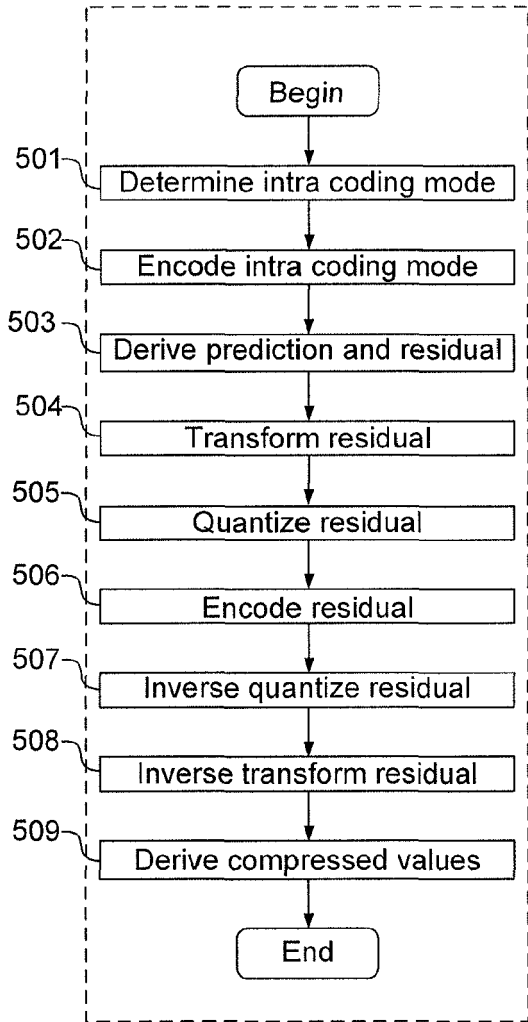 Begin
501
Determine intra coding mode
502
Encode intra coding mode
503
Derive prediction and residual
504
Transform residual
505
Quantize residual
506
Encode residual
507
Inverse quantize residual
508
Inverse transform residual
509
Derive compressed values
End